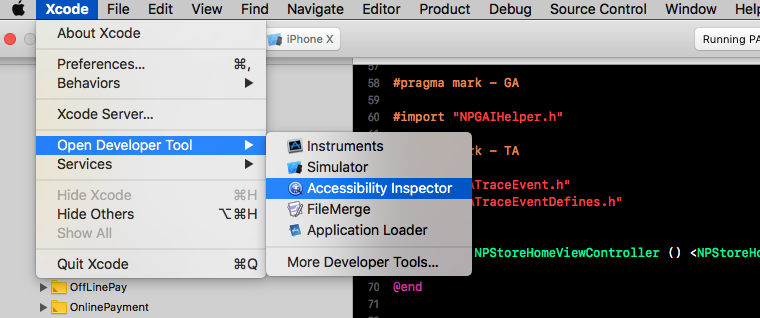 Xcode File Edit View Find Navigate Editor Product Debug Source Control Window Help
About Xcode
iPhone X
Running PA
Preferences... ⌘,
Behaviors
Xcode Server...
Open Developer Tool
Services
Hide Xcode ⌘H
Hide Others ⌥⌘H
Show All
Quit Xcode ⌘Q
OffLinePay
OnlinePayment
Instruments
Simulator
Accessibility Inspector
FileMerge
Application Loader
More Developer Tools...
57
58 #pragma mark - GA
59
60 #import "NPGAIHelper.h"
61
mark - TA
ATraceEvent.h"
ATraceEventDefines.h"
NPStoreHomeViewController () <NPStoreHo
70 @end
71